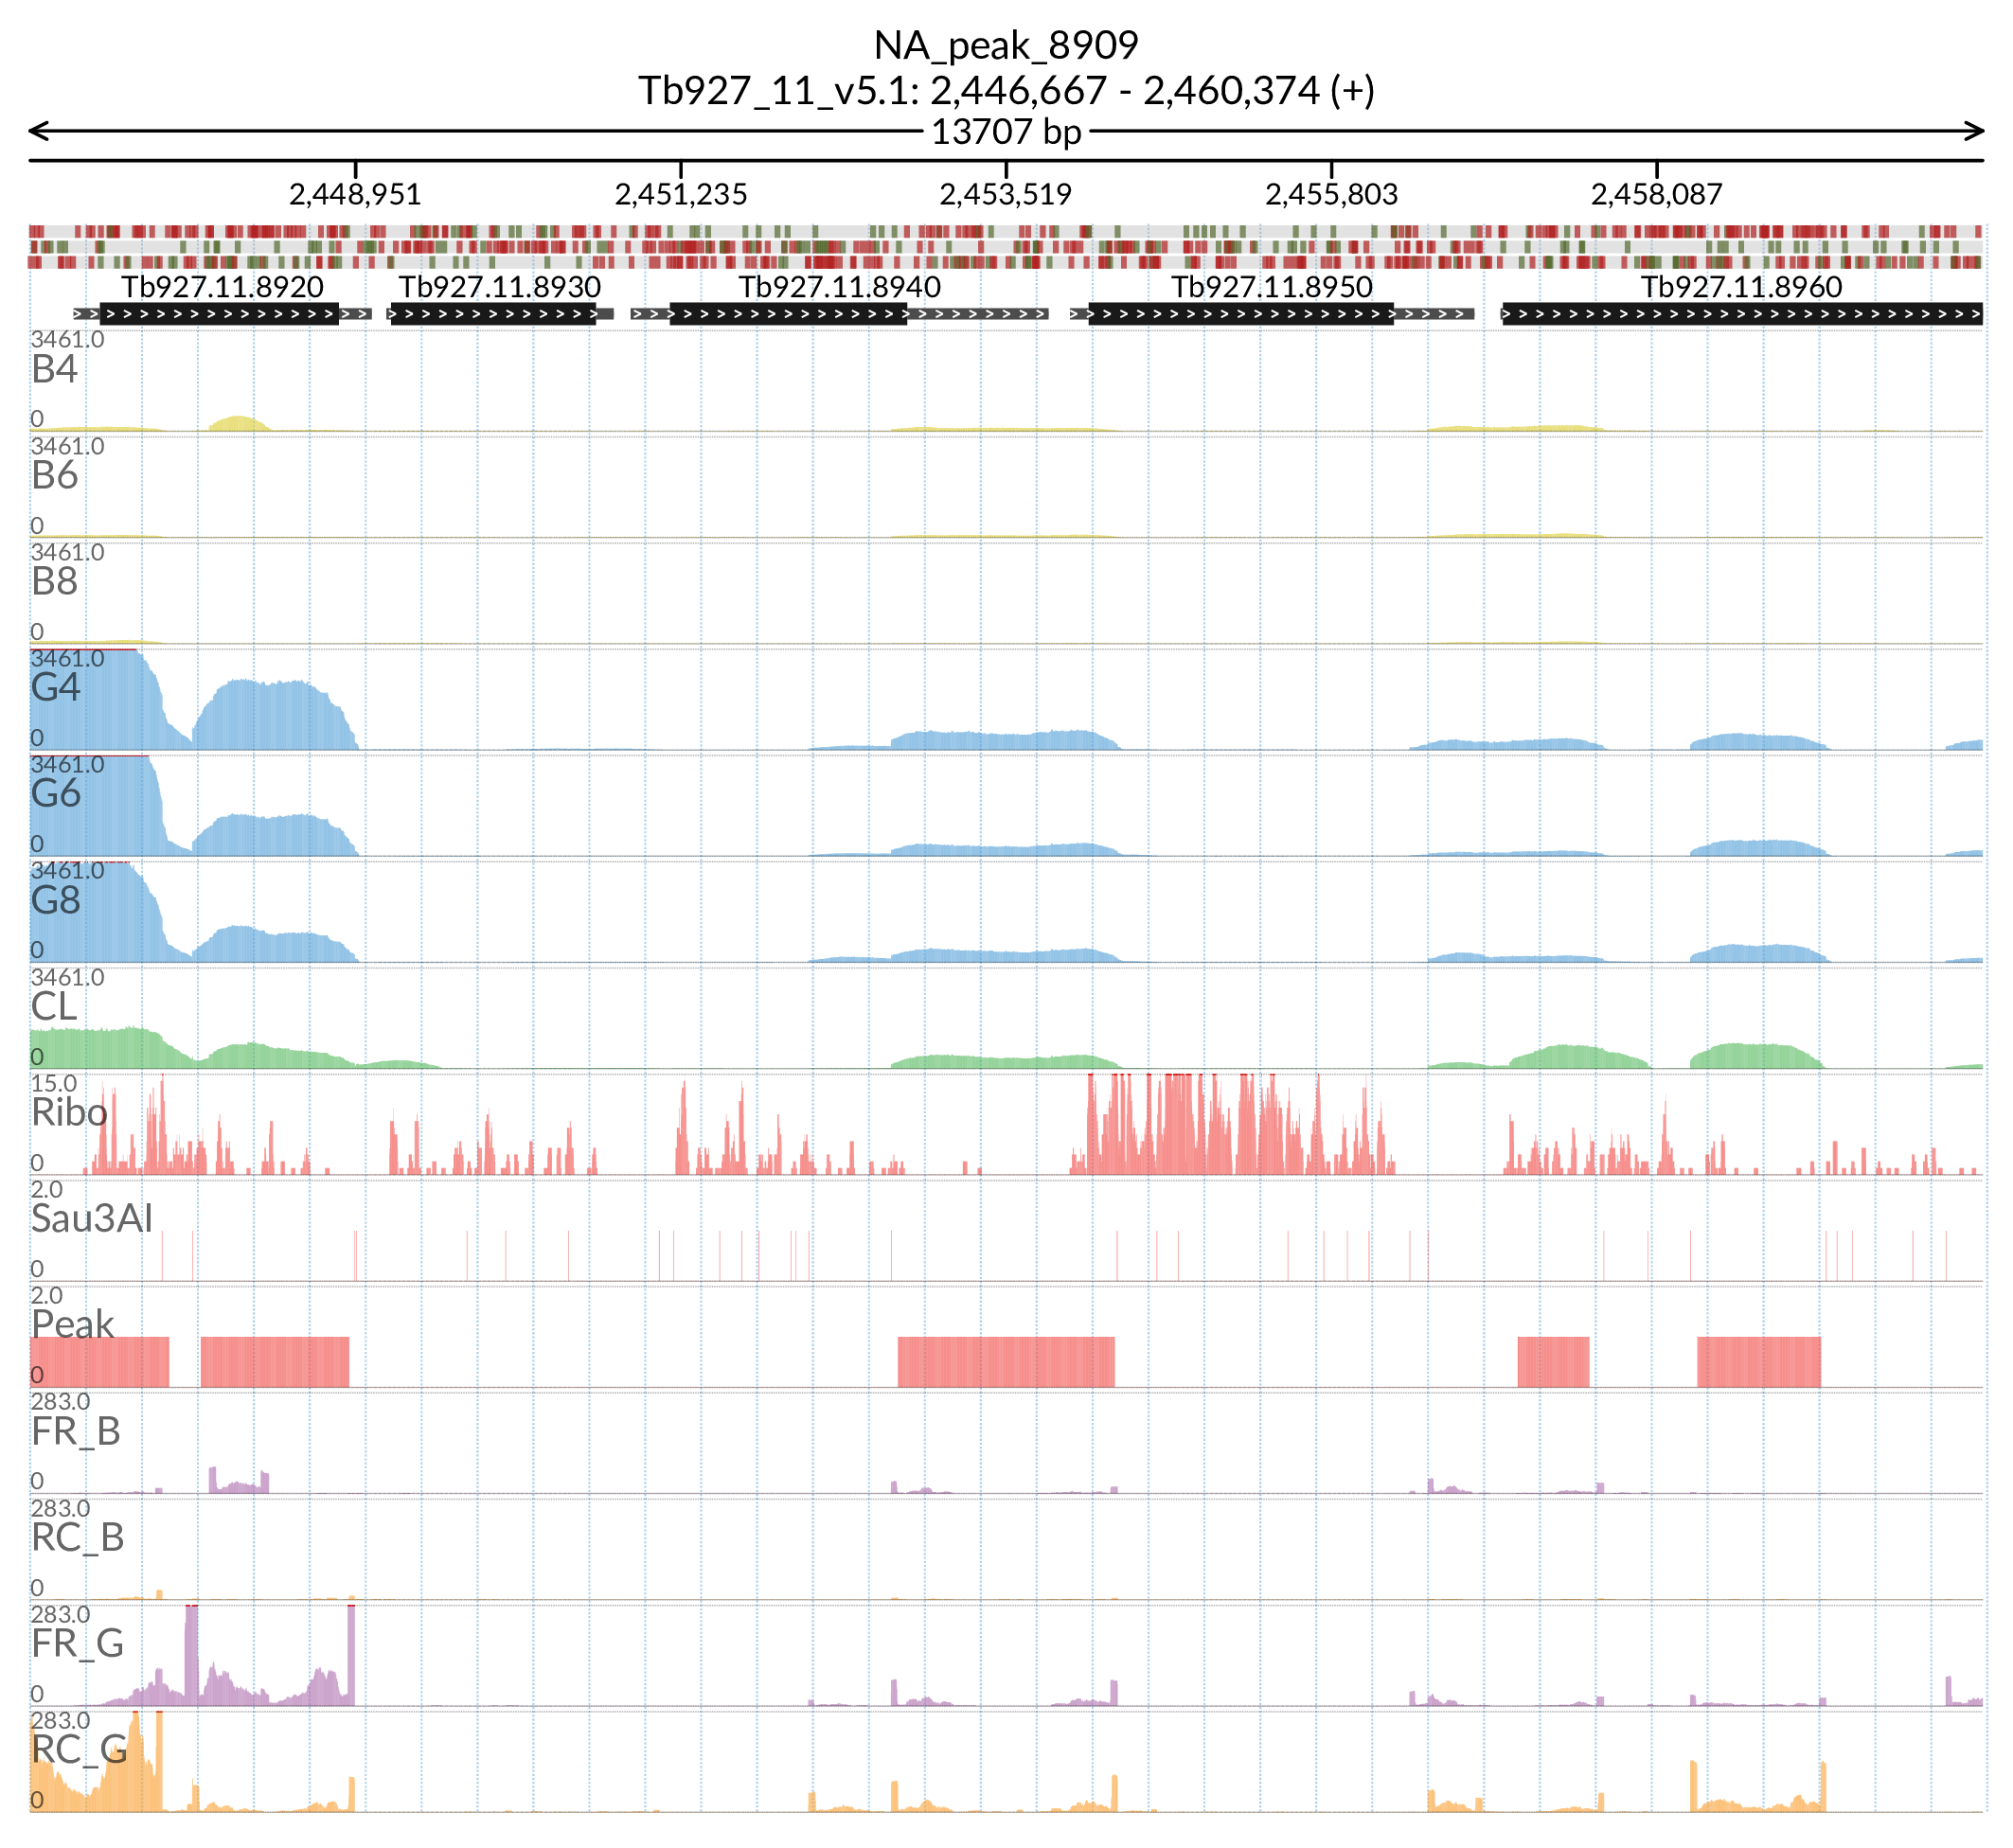 NA_peak_8909
Tb927_11_v5.1: 2,446,667 - 2,460,374 (+)
13707 bp
2,448,951 2,451,235 2,453,519 2,455,803 2,458,087
Tb927.11.8920 Tb927.11.8930 Tb927.11.8940 Tb927.11.8950 Tb927.11.8960
3461.0
B4
0
3461.0
B6
0
3461.0
B8
0
3461.0
G4
0
3461.0
G6
0
3461.0
G8
0
3461.0
CL
0
15.0
Ribo
0
2.0
Sau3AI
0
2.0
Peak
0
283.0
FR_B
0
283.0
RC_B
0
283.0
FR_G
0
283.0
RC_G
0